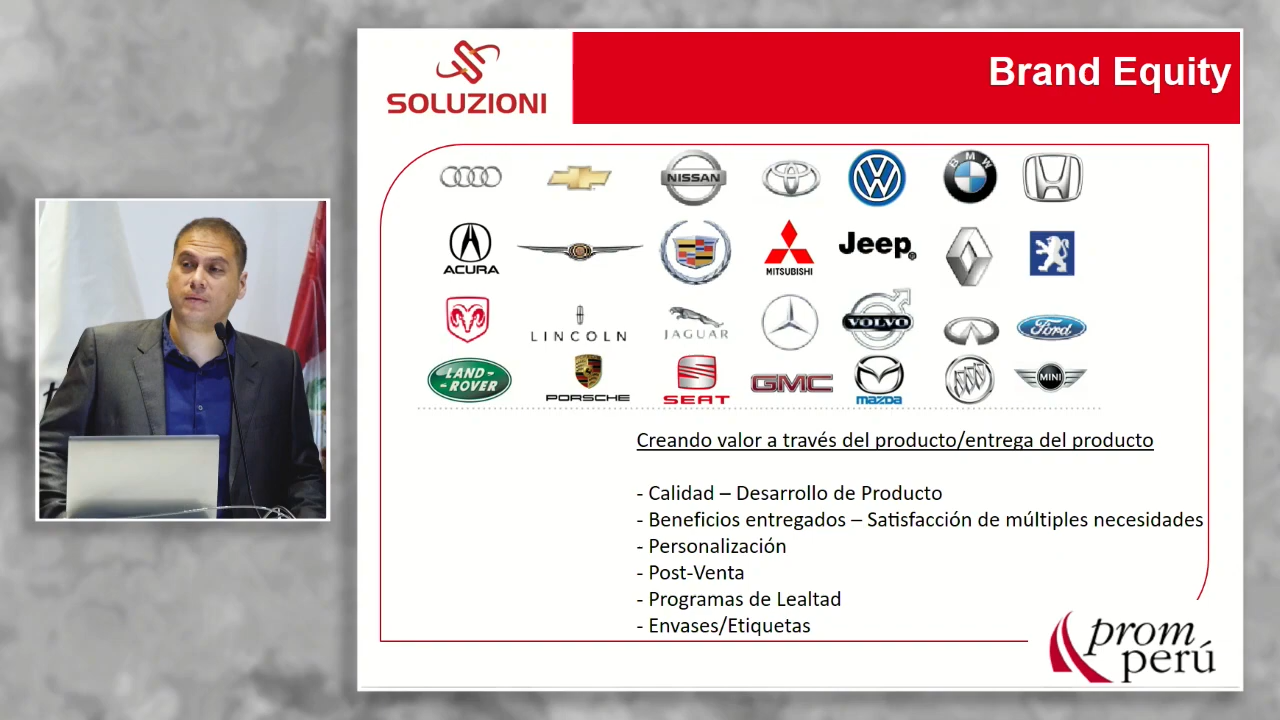 SOLUZIONI
Brand Equity
NISSAN
BMW
ACURA
MITSUBISHI
Jeep
LINCOLN
JAGUAR
VOLVO
Ford
LAND
ROVER
PORSCHE
SEAT
GMC
mazda
MINI
Creando valor a través del producto/entrega del producto
- Calidad – Desarrollo de Producto
- Beneficios entregados – Satisfacción de múltiples necesidades
- Personalización
- Post-Venta
- Programas de Lealtad
- Envases/Etiquetas
prom
perú